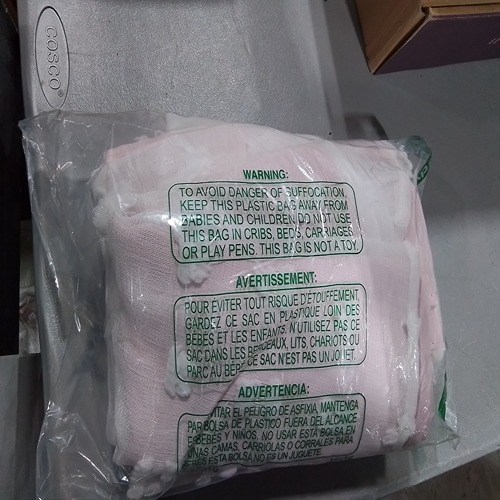 COSCO®
WARNING:
TO AVOID DANGER OF SUFFOCATION,
KEEP THIS PLASTIC BAG AWAY FROM
BABIES AND CHILDREN. DO NOT USE
THIS BAG IN CRIBS, BEDS, CARRIAGES
OR PLAY PENS. THIS BAG IS NOT A TOY.
AVERTISSEMENT:
POUR ÉVITER TOUT RISQUE D'ÉTOUFFEMENT,
GARDEZ CE SAC EN PLASTIQUE LOIN DES
BÉBÉS ET LES ENFANTS. N'UTILISEZ PAS CE
SAC DANS LES BERCEAUX, LITS, CHARIOTS OU
PARC AU BÉB CE SAC N'EST PAS UN JOUET.
ADVERTENCIA:
VITAR EL PELIGRO DE ASFIXIA, MANTENGA
BOLSA DE PLASTICO FUERA DEL ALCANCE
BEBES Y NIÑOS. NO USAR ESTA BOLSA EN
CAMAS, CARRIOLAS O CORRALES PARA
ESTA BOLSA NO ES UN JUGUETE.